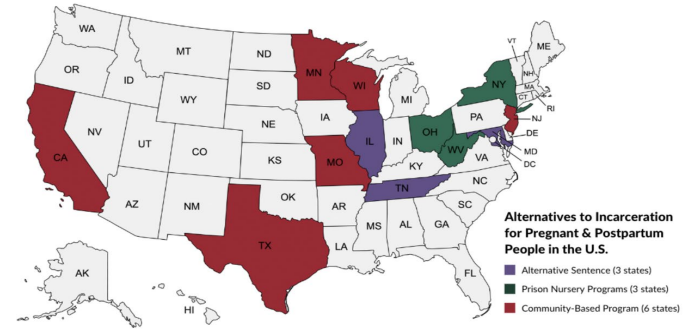 WA
MT
ND
MN
VT
ME
OR
ID
SD
WI
MI
NY
NH
MA
CT
RI
WY
IA
PA
NJ
NE
OH
DE
NV
UT
CO
IL
IN
WV
MD
DC
CA
KS
MO
KY
VA
AZ
NM
OK
AR
TN
NC
SC
TX
LA
MS
AL
GA
FL
AK
HI
Alternatives to Incarceration
for Pregnant & Postpartum
People in the U.S.
Alternative Sentence (3 states)
Prison Nursery Programs (3 states)
Community-Based Program (6 states)